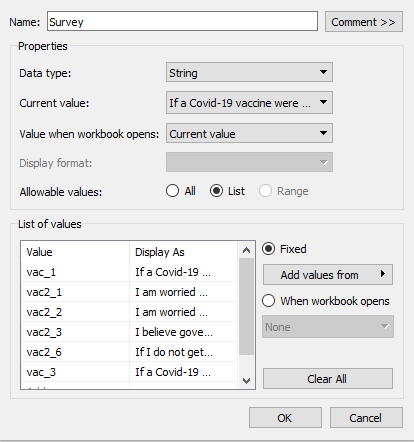 Name: Survey Comment >>
Properties
Data type: String
Current value: If a Covid-19 vaccine were ...
Value when workbook opens: Current value
Display format:
Allowable values: All List Range
List of values
Value Display As
vac_1 If a Covid-19 ...
vac2_1 I am worried ...
vac2_2 I am worried ...
vac2_3 I believe gove...
vac2_6 If I do not get...
vac_3 If a Covid-19 ...
Fixed
Add values from
When workbook opens
None
Clear All
OK Cancel